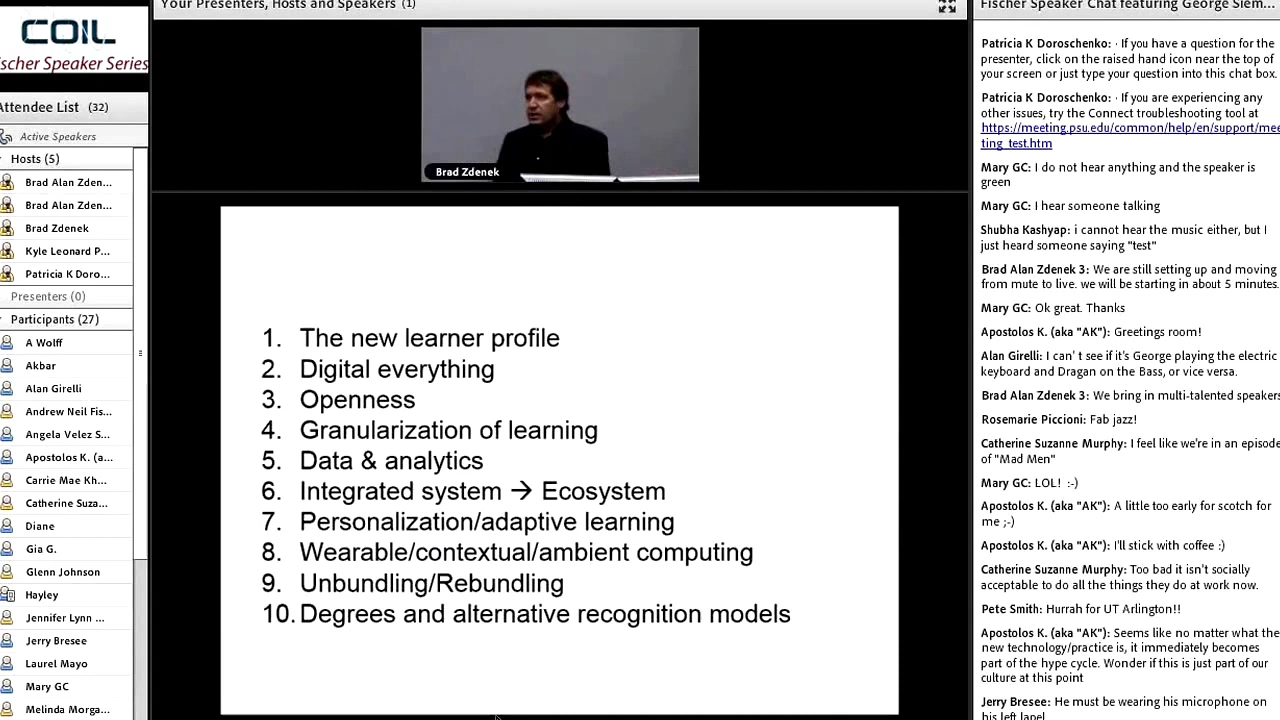 COIL
scher Speaker Series
Attendee List (32)
Active Speakers
Hosts (5)
Brad Alan Zden...
Brad Alan Zden...
Brad Zdenek
Kyle Leonard P...
Patricia K Doro...
Presenters (0)
Participants (27)
A Wolff
Akbar
Alan Girelli
Andrew Neil Fis...
Angela Velez S...
Apostolos K. (a...
Carrie Mae Kh...
Catherine Suza...
Diane
Gia G.
Glenn Johnson
Hayley
Jennifer Lynn ...
Jerry Bresee
Laurel Mayo
Mary GC
Melinda Morga...
Your Presenters, Hosts and Speakers (1)
Brad Zdenek
1. The new learner profile
2. Digital everything
3. Openness
4. Granularization of learning
5. Data & analytics
6. Integrated system → Ecosystem
7. Personalization/adaptive learning
8. Wearable/contextual/ambient computing
9. Unbundling/Rebundling
10. Degrees and alternative recognition models
Fischer Speaker Chat featuring George Siem...
Patricia K Doroschenko: · If you have a question for the
presenter, click on the raised hand icon near the top of
your screen or just type your question into this chat box.
Patricia K Doroschenko: · If you are experiencing any
other issues, try the Connect troubleshooting tool at
https://meeting.psu.edu/common/help/en/support/mee
ting_test.htm
Mary GC: I do not hear anything and the speaker is
green
Mary GC: I hear someone talking
Shubha Kashyap: i cannot hear the music either, but I
just heard someone saying "test"
Brad Alan Zdenek 3: We are still setting up and moving
from mute to live. we will be starting in about 5 minutes.
Mary GC: Ok great. Thanks
Apostolos K. (aka "AK"): Greetings room!
Alan Girelli: I can' t see if it's George playing the electric
keyboard and Dragan on the Bass, or vice versa.
Brad Alan Zdenek 3: We bring in multi-talented speakers
Rosemarie Piccioni: Fab jazz!
Catherine Suzanne Murphy: I feel like we're in an episode
of "Mad Men"
Mary GC: LOL! :-)
Apostolos K. (aka "AK"): A little too early for scotch for
me ;-)
Apostolos K. (aka "AK"): I'll stick with coffee :)
Catherine Suzanne Murphy: Too bad it isn't socially
acceptable to do all the things they do at work now.
Pete Smith: Hurrah for UT Arlington!!
Apostolos K. (aka "AK"): Seems like no matter what the
new technology/practice is, it immediately becomes
part of the hype cycle. Wonder if this is just part of our
culture at this point
Jerry Bresee: He must be wearing his microphone on
his left lapel